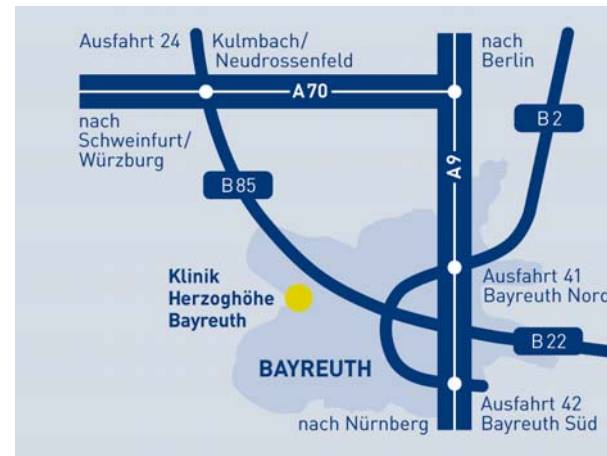 Ausfahrt 24
Kulmbach/
Neudrossenfeld
nach
Berlin
A70
B2
nach
Schweinfurt/
Würzburg
A9
B85
Klinik
Herzoghöhe
Bayreuth
Ausfahrt 41
Bayreuth Nord
B22
BAYREUTH
Ausfahrt 42
Bayreuth Süd
nach Nürnberg